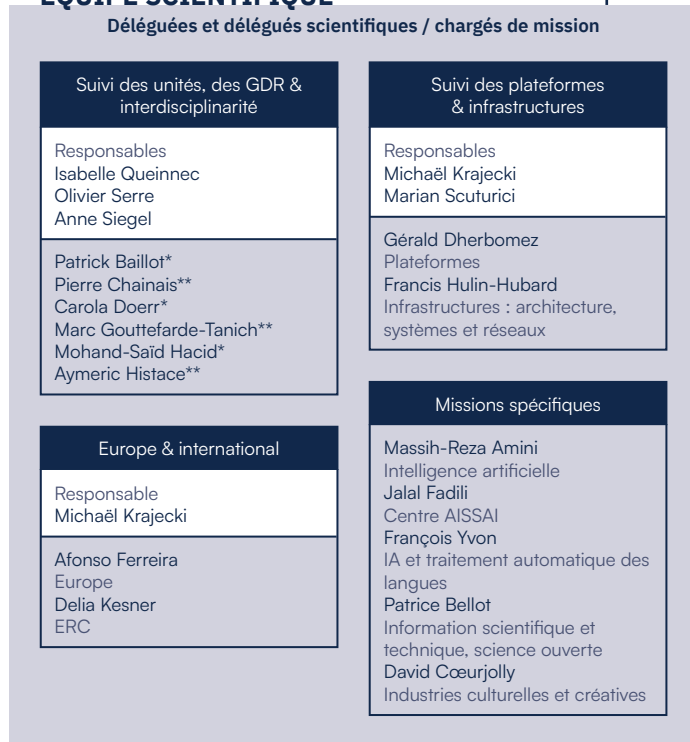 ÉQUIPE SCIENTIFIQUE
Déléguées et délégués scientifiques / chargés de mission
Suivi des unités, des GDR &
interdisciplinarité
Responsables
Isabelle Queinnec
Olivier Serre
Anne Siegel
Patrick Baillot*
Pierre Chainais**
Carola Doerr*
Marc Gouttefarde-Tanich**
Mohand-Saïd Hacid*
Aymeric Histace**
Europe & international
Responsable
Michaël Krajecki
Afonso Ferreira
Europe
Delia Kesner
ERC
Suivi des plateformes
& infrastructures
Responsables
Michaël Krajecki
Marian Scuturici
Gérald Dherbomez
Plateformes
Francis Hulin-Hubard
Infrastructures : architecture,
systèmes et réseaux
Missions spécifiques
Massih-Reza Amini
Intelligence artificielle
Jalal Fadili
Centre AISSAI
François Yvon
IA et traitement automatique des
langues
Patrice Bellot
Information scientifique et
technique, science ouverte
David Cœurjolly
Industries culturelles et créatives